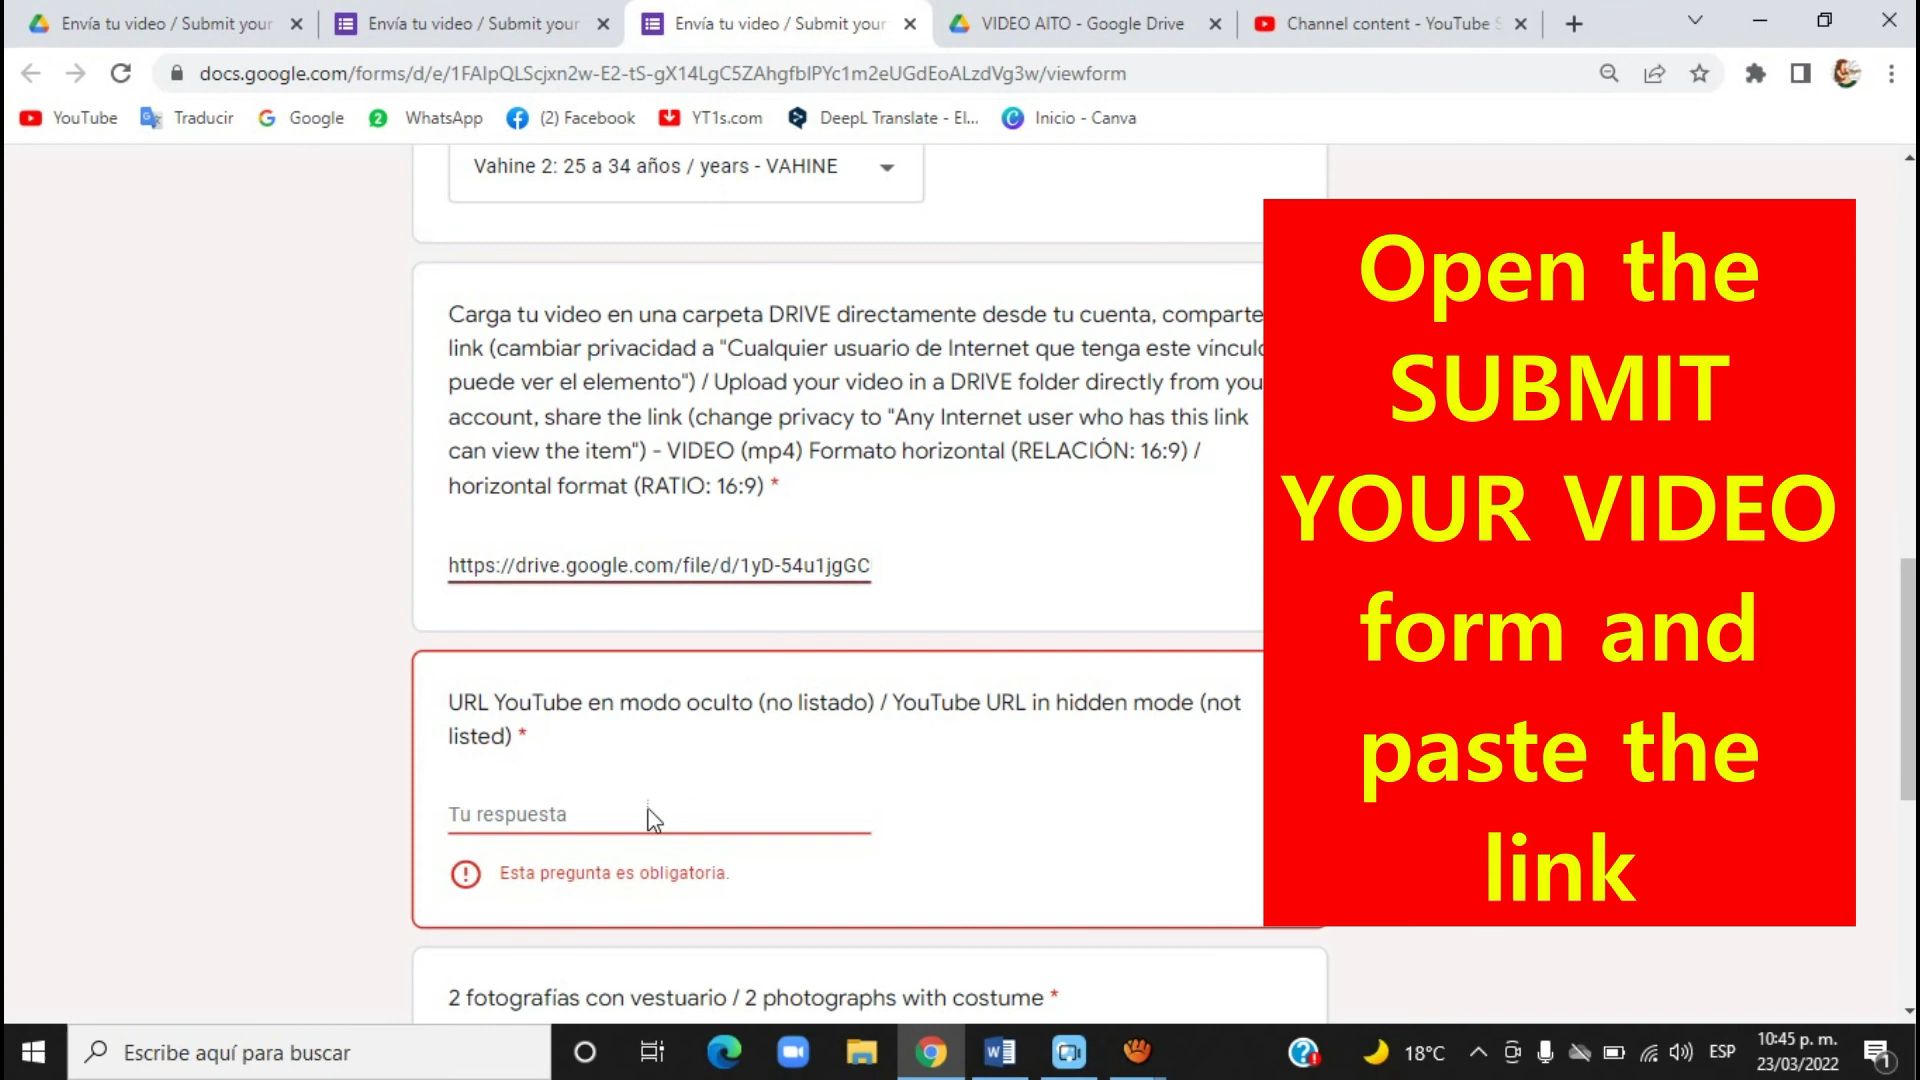 Envía tu video / Submit your
Envía tu video / Submit your
Envía tu video / Submit your
VIDEO AITO - Google Drive
Channel content - YouTube S
docs.google.com/forms/d/e/1FAIpQLScjxn2w-E2-tS-gX14LgC5ZAhgfbIPYc1m2eUGdEoALzdVg3w/viewform
YouTube
Traducir
Google
WhatsApp
(2) Facebook
YT1s.com
DeepL Translate - El...
Inicio - Canva
Vahine 2: 25 a 34 años / years - VAHINE
Carga tu video en una carpeta DRIVE directamente desde tu cuenta, comparte
link (cambiar privacidad a "Cualquier usuario de Internet que tenga este vínculo
puede ver el elemento") / Upload your video in a DRIVE folder directly from you
account, share the link (change privacy to "Any Internet user who has this link
can view the item") - VIDEO (mp4) Formato horizontal (RELACIÓN: 16:9) /
horizontal format (RATIO: 16:9) *
https://drive.google.com/file/d/1yD-54u1jgGC
URL YouTube en modo oculto (no listado) / YouTube URL in hidden mode (not
listed) *
Tu respuesta
Esta pregunta es obligatoria.
2 fotografías con vestuario / 2 photographs with costume *
Open the
SUBMIT
YOUR VIDEO
form and
paste the
link
Escribe aquí para buscar
18°C
ESP
10:45 p. m.
23/03/2022
1